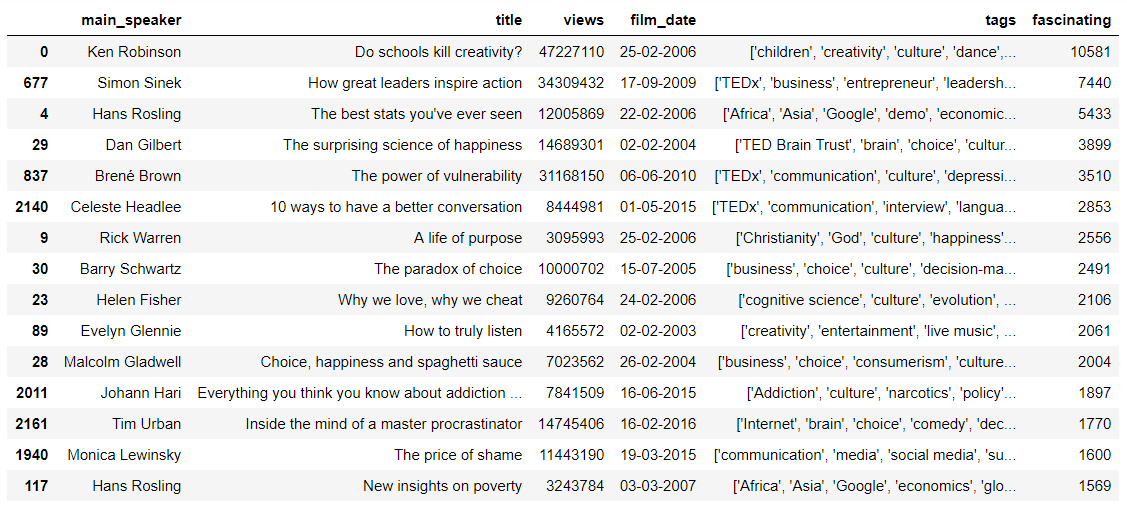 main_speaker title views film_date tags fascinating
0 Ken Robinson Do schools kill creativity? 47227110 25-02-2006 ['children', 'creativity', 'culture', 'dance',... 10581
677 Simon Sinek How great leaders inspire action 34309432 17-09-2009 ['TEDx', 'business', 'entrepreneur', 'leadersh... 7440
4 Hans Rosling The best stats you've ever seen 12005869 22-02-2006 ['Africa', 'Asia', 'Google', 'demo', 'economic... 5433
29 Dan Gilbert The surprising science of happiness 14689301 02-02-2004 ['TED Brain Trust', 'brain', 'choice', 'cultur... 3899
837 Brené Brown The power of vulnerability 31168150 06-06-2010 ['TEDx', 'communication', 'culture', 'depressi... 3510
2140 Celeste Headlee 10 ways to have a better conversation 8444981 01-05-2015 ['TEDx', 'communication', 'interview', 'langua... 2853
9 Rick Warren A life of purpose 3095993 25-02-2006 ['Christianity', 'God', 'culture', 'happiness'... 2556
30 Barry Schwartz The paradox of choice 10000702 15-07-2005 ['business', 'choice', 'culture', 'decision-ma... 2491
23 Helen Fisher Why we love, why we cheat 9260764 24-02-2006 ['cognitive science', 'culture', 'evolution', ... 2106
89 Evelyn Glennie How to truly listen 4165572 02-02-2003 ['creativity', 'entertainment', 'live music', ... 2061
28 Malcolm Gladwell Choice, happiness and spaghetti sauce 7023562 26-02-2004 ['business', 'choice', 'consumerism', 'culture... 2004
2011 Johann Hari Everything you think you know about addiction ... 7841509 16-06-2015 ['Addiction', 'culture', 'narcotics', 'policy'... 1897
2161 Tim Urban Inside the mind of a master procrastinator 14745406 16-02-2016 ['Internet', 'brain', 'choice', 'comedy', 'dec... 1770
1940 Monica Lewinsky The price of shame 11443190 19-03-2015 ['communication', 'media', 'social media', 'su... 1600
117 Hans Rosling New insights on poverty 3243784 03-03-2007 ['Africa', 'Asia', 'Google', 'economics', 'glo... 1569